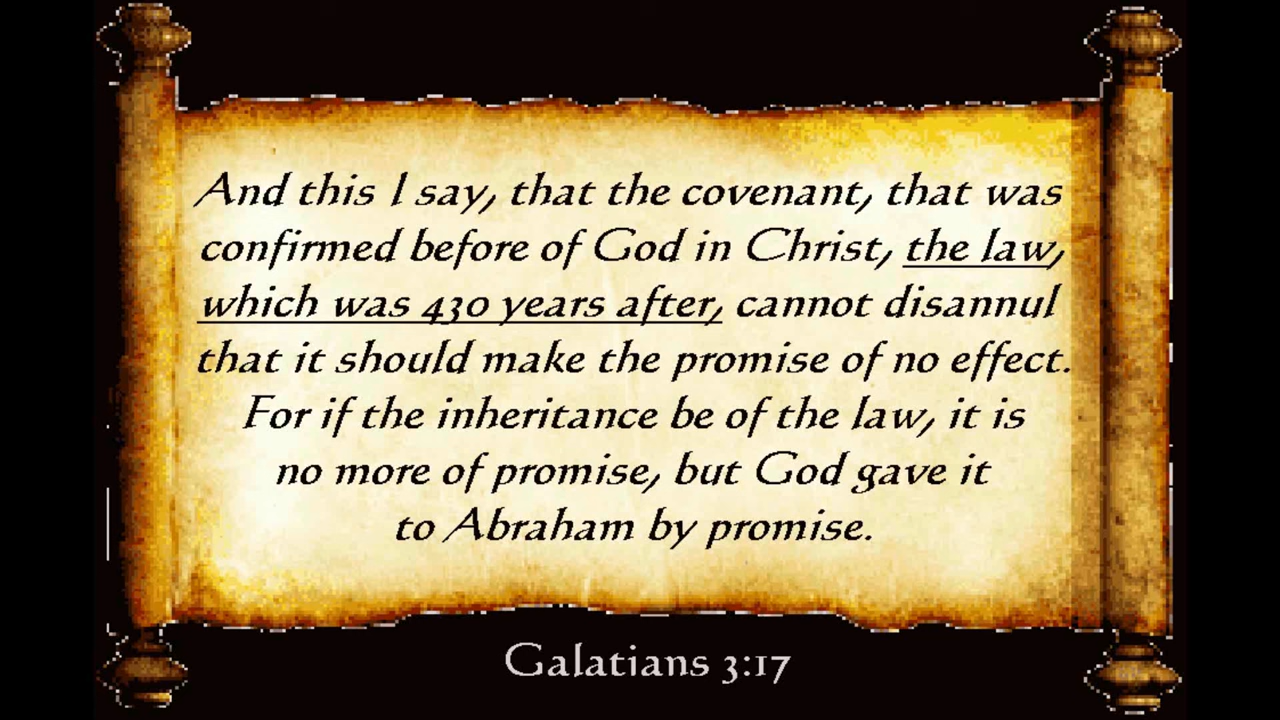 And this I say, that the covenant, that was
confirmed before of God in Christ, the law,
which was 430 years after, cannot disannul
that it should make the promise of no effect.
For if the inheritance be of the law, it is
no more of promise, but God gave it
to Abraham by promise.
Galatians 3:17